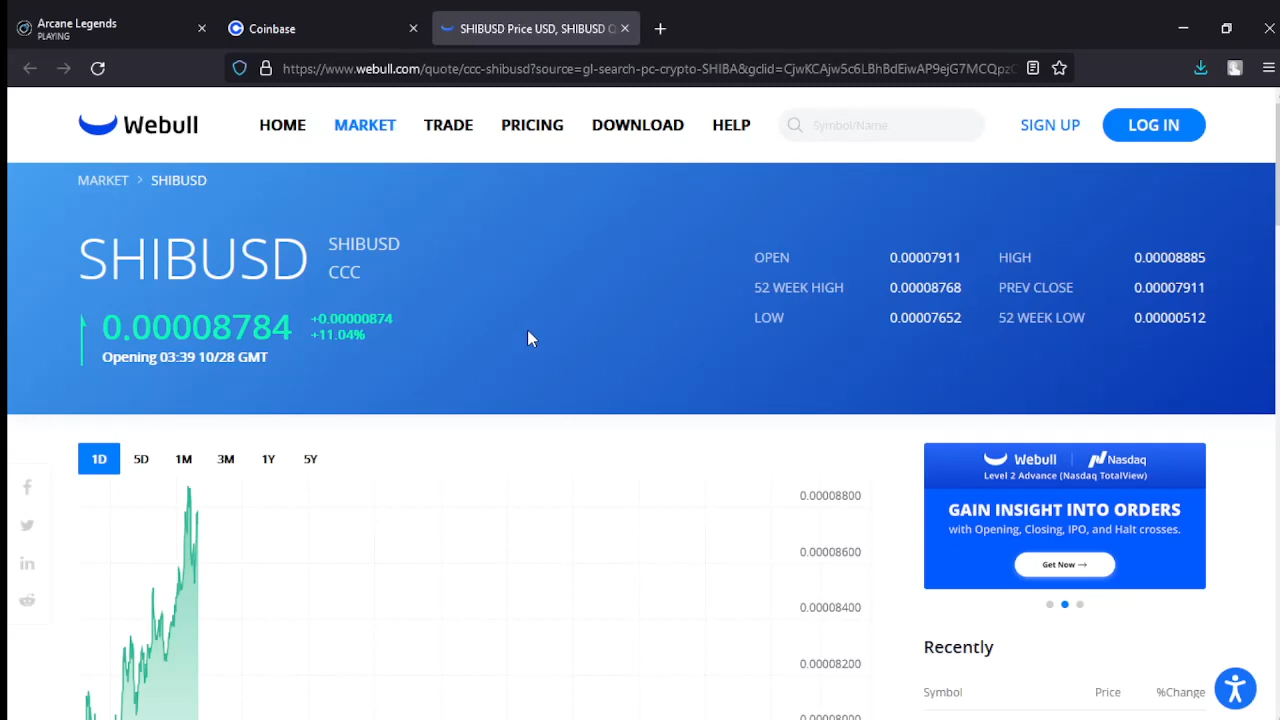 Arcane Legends
PLAYING
Coinbase
SHIBUSD Price USD, SHIBUSD Q
https://www.webull.com/quote/ccc-shibusd?source=gl-search-pc-crypto-SHIBA&gclid=CjwKCAjw5c6LBhBdEiwAP9ejG7MCQpz
Webull
HOME
MARKET
TRADE
PRICING
DOWNLOAD
HELP
Symbol/Name
SIGN UP
LOG IN
MARKET > SHIBUSD
SHIBUSD
SHIBUSD
CCC
0.00008784
+0.00000874
+11.04%
Opening 03:39 10/28 GMT
OPEN 0.00007911 HIGH 0.00008885
52 WEEK HIGH 0.00008768 PREV CLOSE 0.00007911
LOW 0.00007652 52 WEEK LOW 0.00000512
1D 5D 1M 3M 1Y 5Y
0.00008800
0.00008600
0.00008400
0.00008200
0.00008000
Webull | Nasdaq
Level 2 Advance (Nasdaq TotalView)
GAIN INSIGHT INTO ORDERS
with Opening, Closing, IPO, and Halt crosses.
Get Now →
Recently
Symbol Price %Change